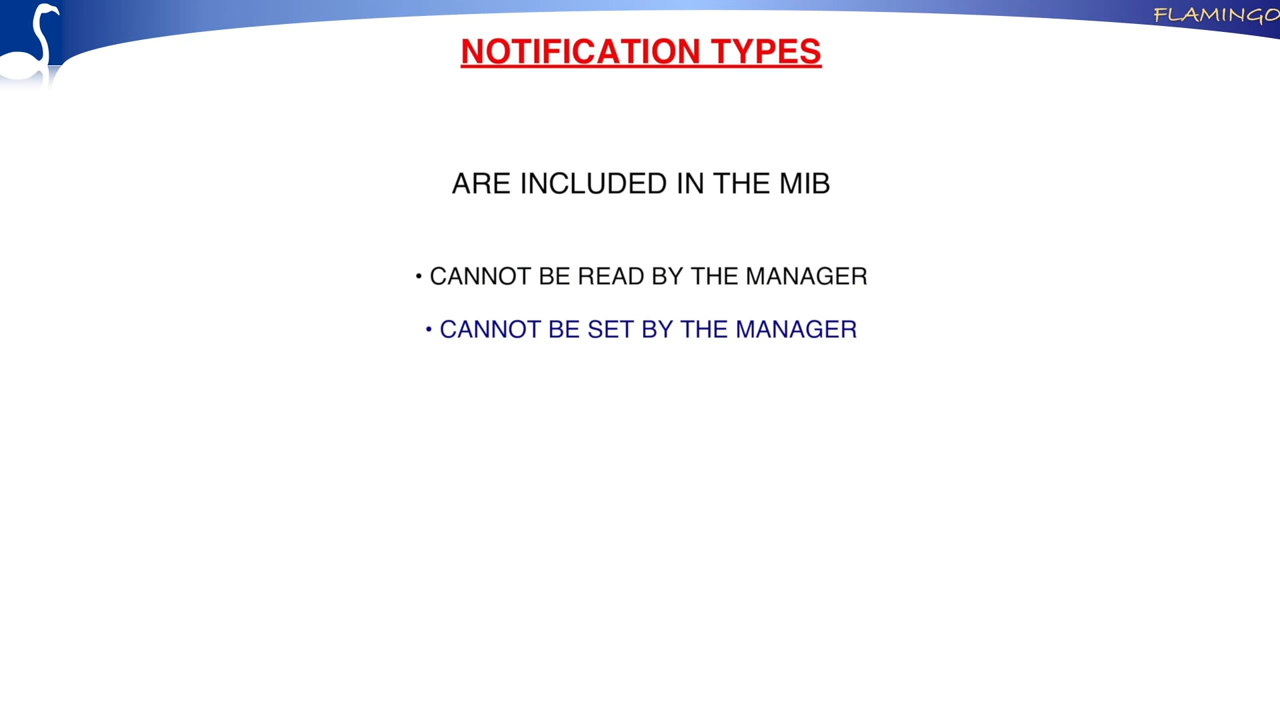 FLAMINGO
NOTIFICATION TYPES
ARE INCLUDED IN THE MIB
• CANNOT BE READ BY THE MANAGER
• CANNOT BE SET BY THE MANAGER